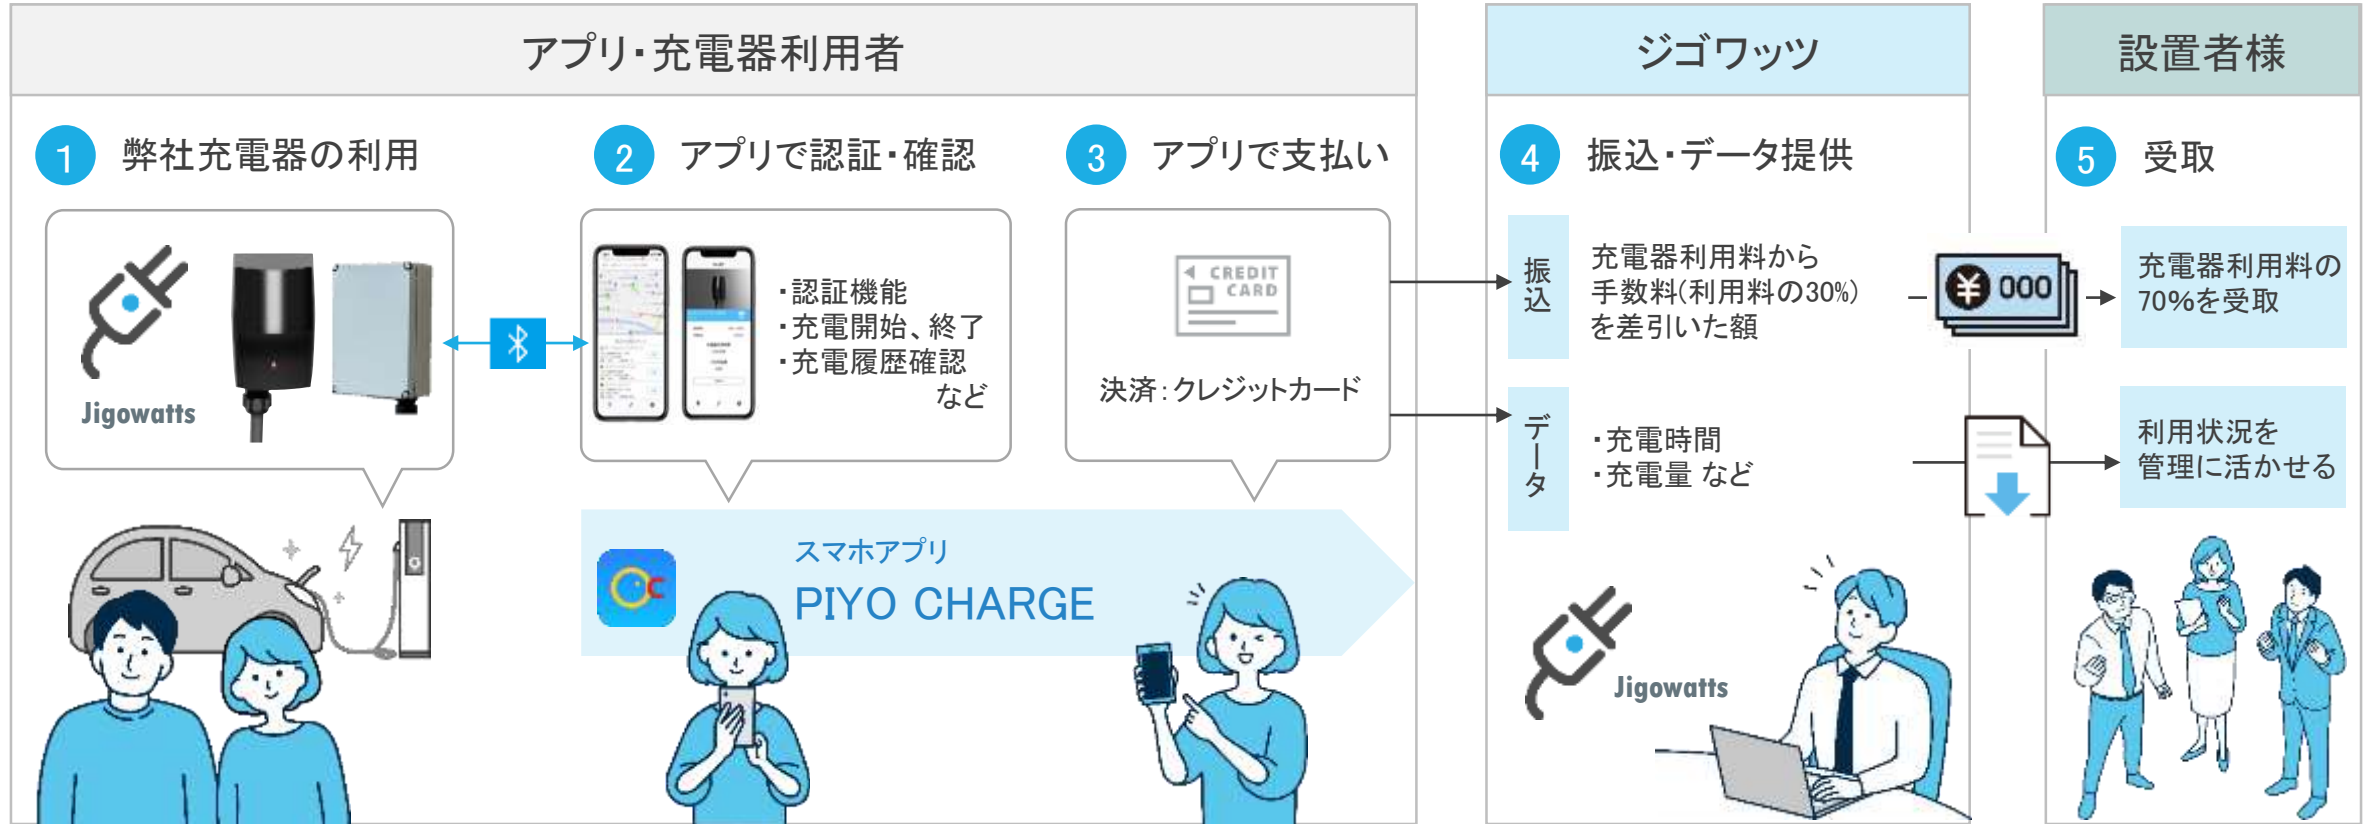 アプリ・充電器利用者
ジゴワッツ
設置者様
1 弊社充電器の利用
2 アプリで認証・確認
3 アプリで支払い
4 振込・データ提供
5 受取
Jigowatts
・認証機能
・充電開始、終了
・充電履歴確認
など
CREDIT
CARD
決済：クレジットカード
振込
充電器利用料から
手数料(利用料の30%)
を差引いた額
¥ 000
充電器利用料の
70%を受取
データ
・充電時間
・充電量 など
利用状況を
管理に活かせる
スマホアプリ
PIYO CHARGE
Jigowatts